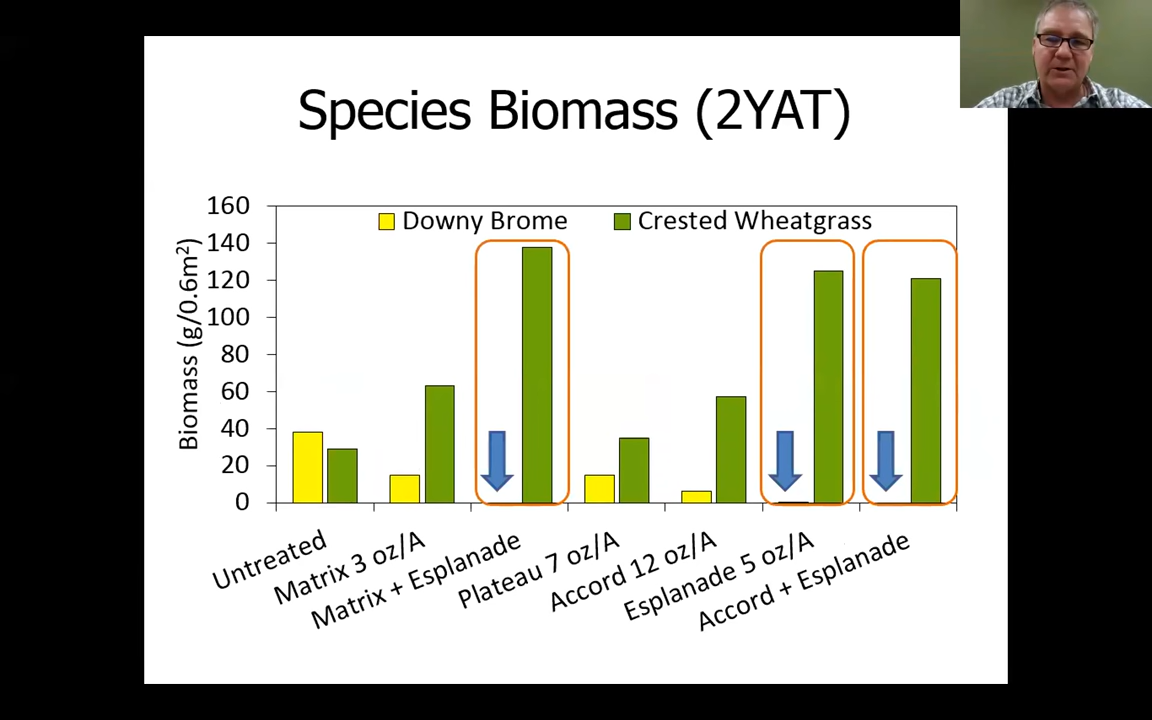 Species Biomass (2YAT)
Downy Brome
Crested Wheatgrass
Biomass (g/0.6m²)
160
140
120
100
80
60
40
20
0
Untreated
Matrix 3 oz/A
Matrix + Esplanade
Plateau 7 oz/A
Accord 12 oz/A
Esplanade 5 oz/A
Accord + Esplanade